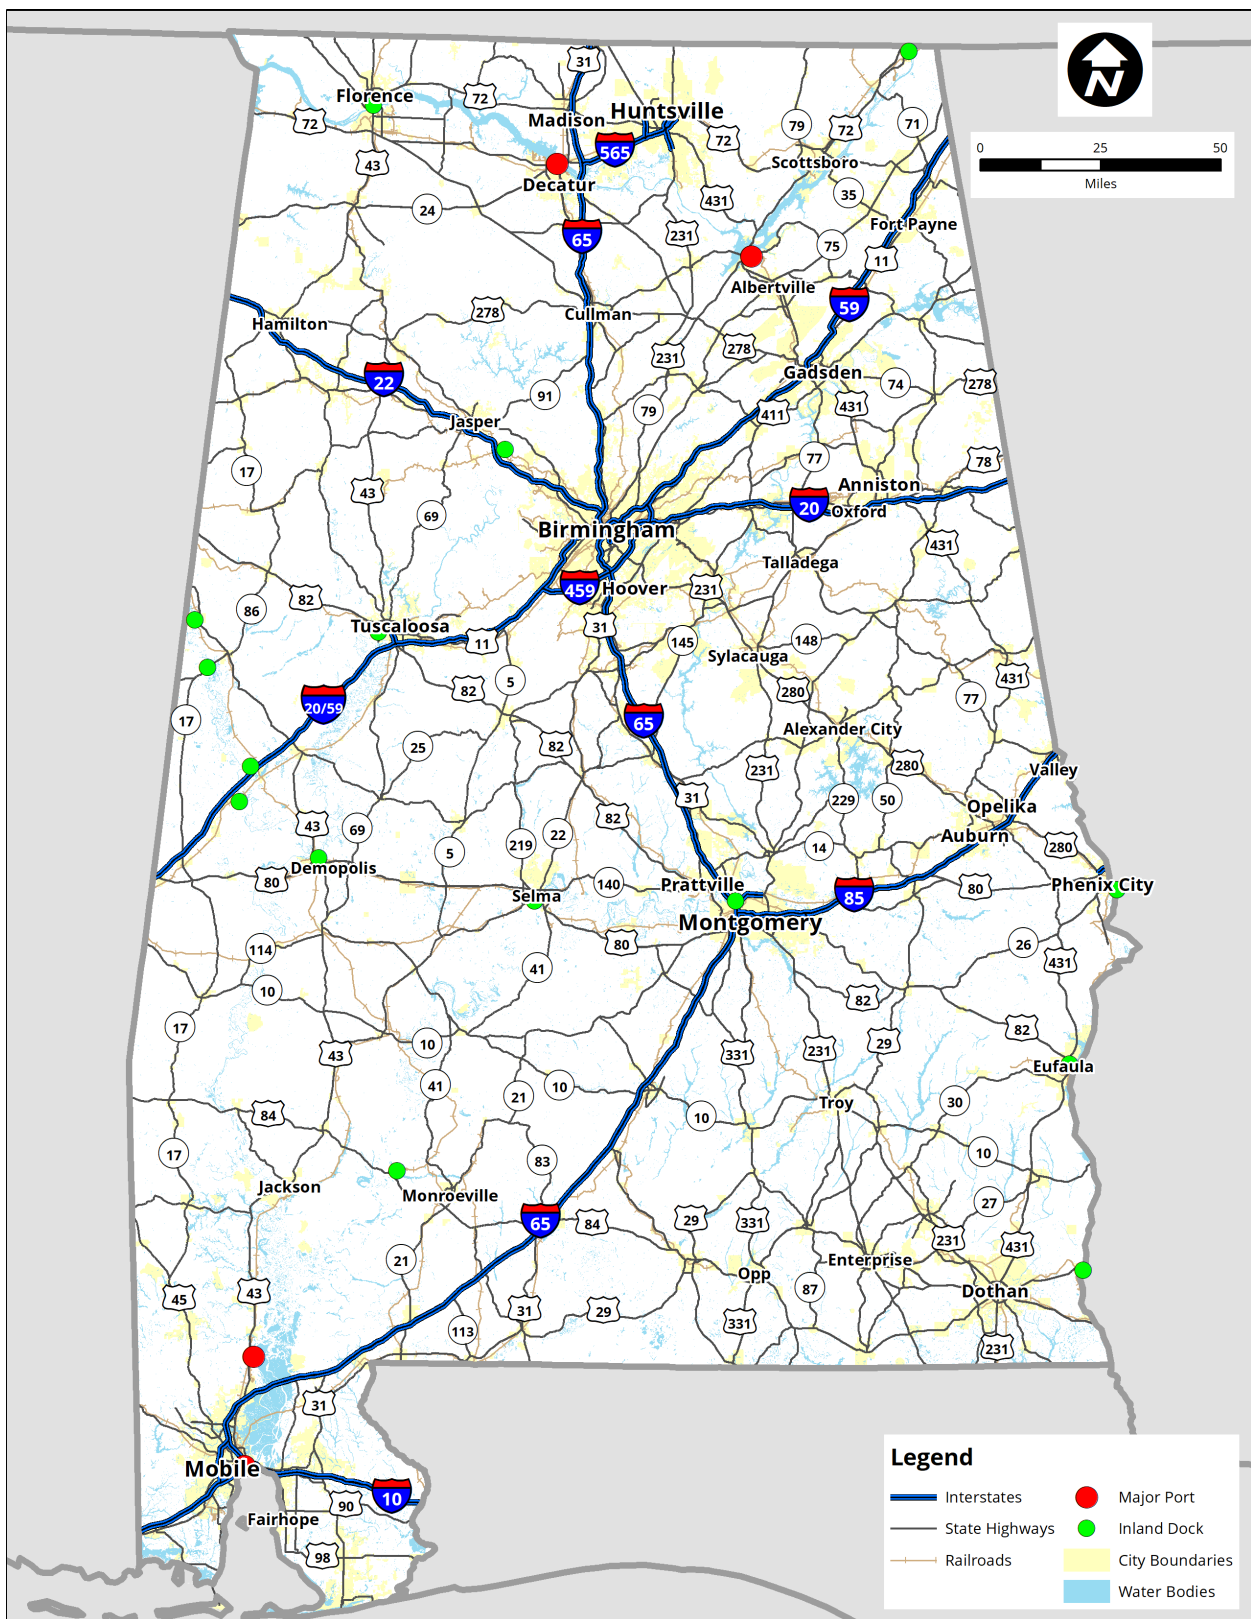 31
Florence
72
72
Madison
Huntsville
79
72
71
72
565
N
0
25
50
Miles
43
Decatur
Scottsboro
24
431
35
65
231
75
Fort Payne
11
Albertville
59
278
Cullman
Hamilton
231
278
22
Gadsden
74
278
91
79
411
431
Jasper
17
77
78
43
Anniston
69
20
Oxford
Birmingham
431
Talladega
459
Hoover
231
86
82
Tuscaloosa
31
11
145
148
Sylacauga
5
82
280
431
77
20/59
17
65
Alexander City
25
82
231
280
Valley
31
229
50
Opelika
43
69
82
22
Auburn
219
14
280
5
Demopolis
80
140
Prattville
85
80
Phenix City
Selma
Montgomery
114
80
26
431
41
10
82
17
10
43
331
231
29
82
Eufaula
41
21
10
84
10
Troy
30
17
83
10
Jackson
Monroeville
27
65
84
29
331
231
431
21
Enterprise
Opp
87
Dothan
45
43
31
29
331
113
231
31
Mobile
10
90
Fairhope
98
Legend
Interstates
Major Port
State Highways
Inland Dock
Railroads
City Boundaries
Water Bodies